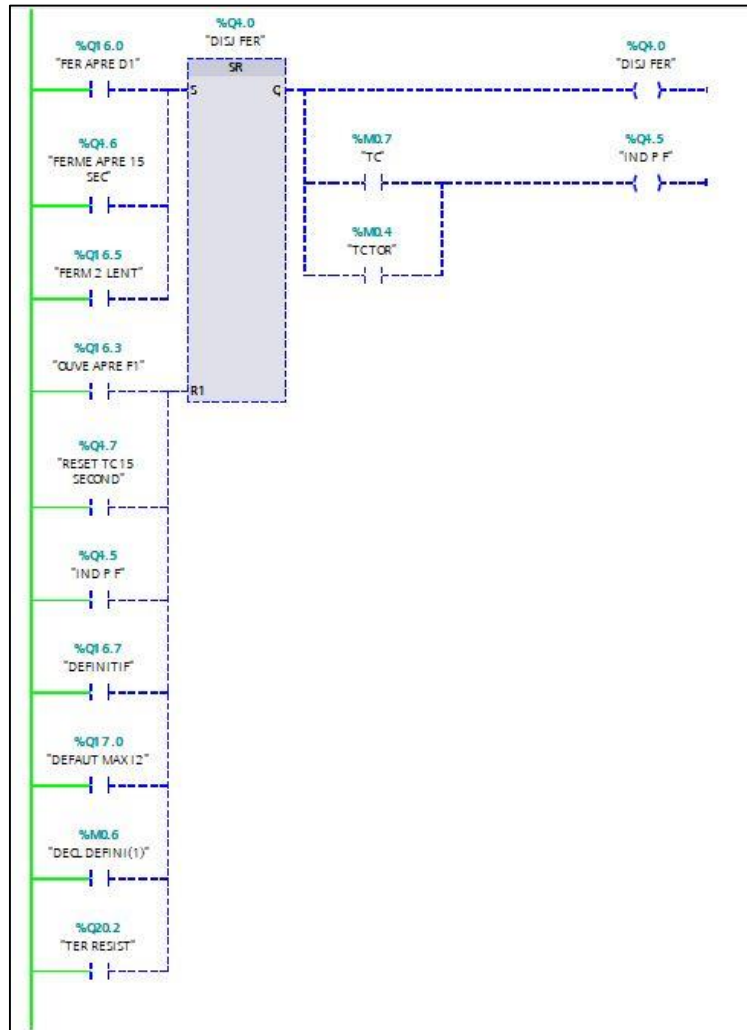 %Q4.0
"DISJ FER"
%Q16.0
"FER APRE D1"
SR
S
Q
%Q4.0
"DISJ FER"
%Q4.6
"FERME APRE 15
SEC"
%M0.7
"TC"
%Q4.5
"IND P F"
%Q16.5
"FERM 2 LENT"
%M0.4
"TCTOR"
%Q16.3
"OUVE APRE F1"
R1
%Q4.7
"RESET TC 15
SECOND"
%Q4.5
"IND P F"
%Q16.7
"DEFINITIF"
%Q17.0
"DEFAUT MAX I2"
%M0.6
"DECL DEFINI(1)"
%Q20.2
"TER RESIST"